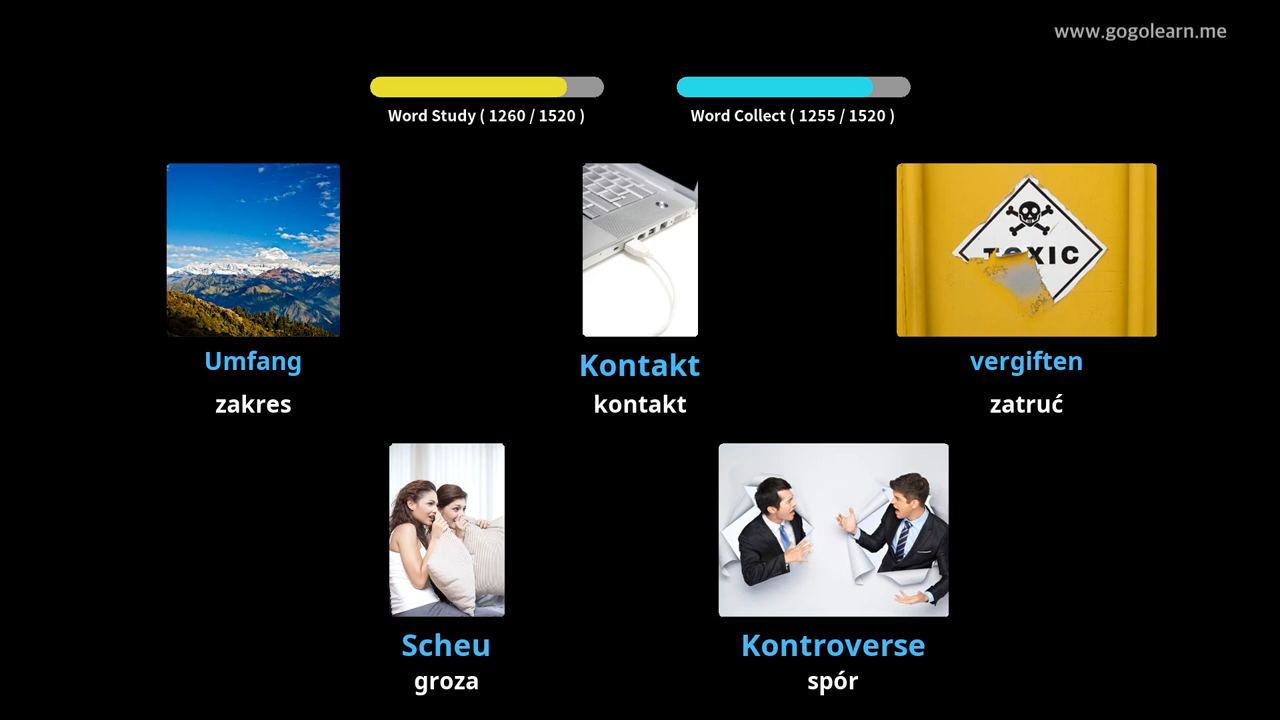 www.gogolearn.me
Word Study ( 1260 / 1520 )
Word Collect ( 1255 / 1520 )
TOXIC
Umfang
Kontakt
vergiften
zakres
kontakt
zatruć
Scheu
Kontroverse
groza
spór